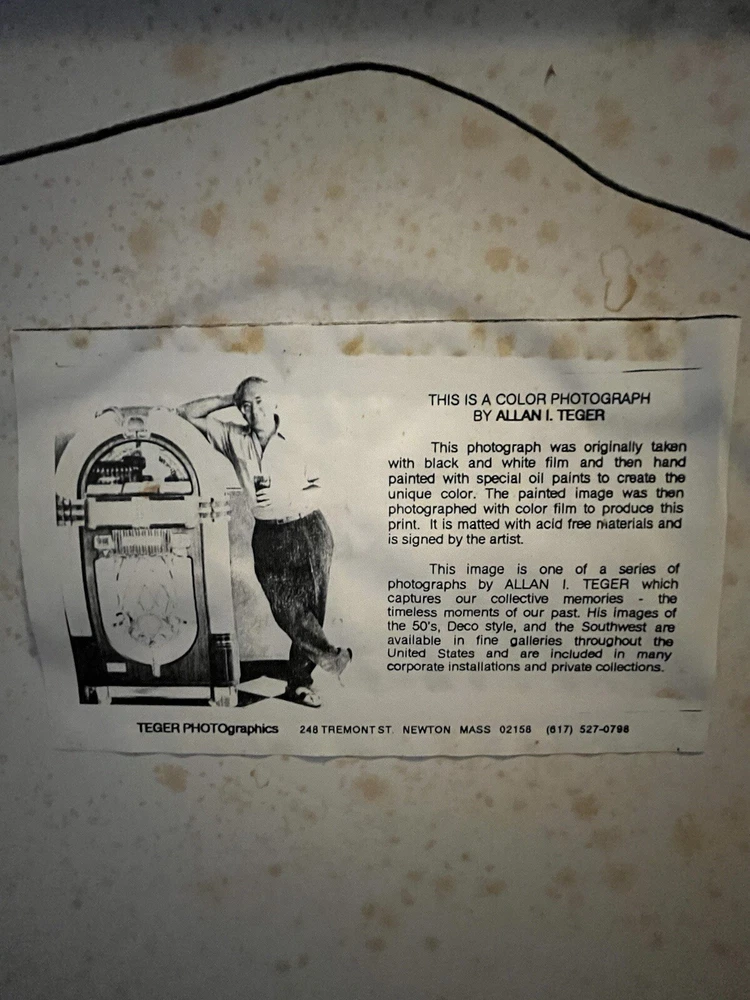 THIS IS A COLOR PHOTOGRAPH
BY ALLAN I. TEGER
This photograph was originally taken
with black and white film and then hand
painted with special oil paints to create the
unique color. The painted image was then
photographed with color film to produce this
print. It is matted with acid free materials and
is signed by the artist.
This image is one of a series of
photographs by ALLAN I. TEGER which
captures our collective memories - the
timeless moments of our past. His images of
the 50's, Deco style, and the Southwest are
available in fine galleries throughout the
United States and are included in many
corporate installations and private collections.
TEGER PHOTOgraphics 248 TREMONT ST. NEWTON MASS 02158 (617) 527-0798